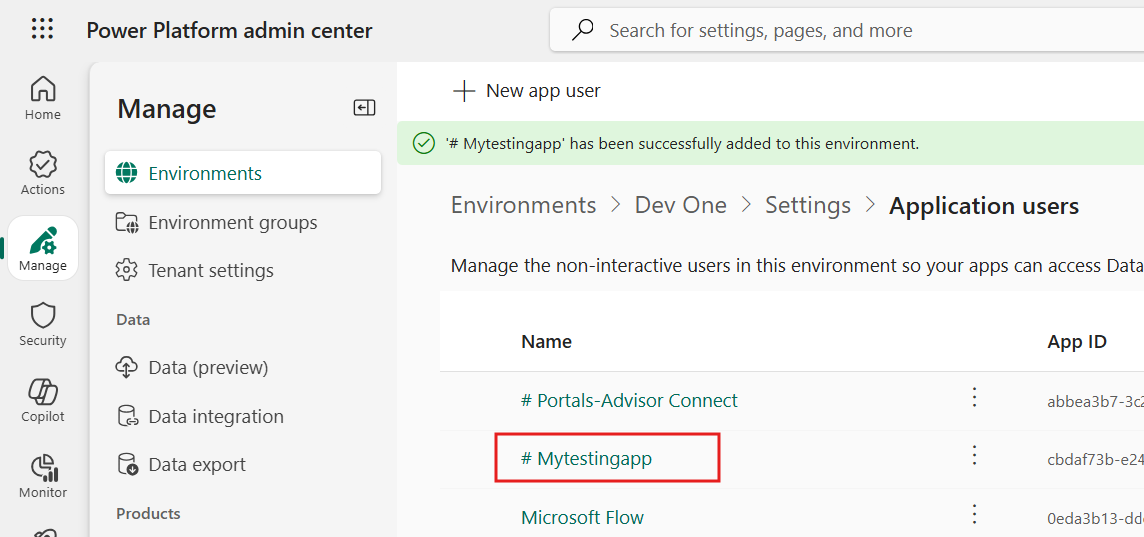 Power Platform admin center
Search for settings, pages, and more
Home
Actions
Manage
Security
Copilot
Monitor
Manage
Environments
Environment groups
Tenant settings
Data
Data (preview)
Data integration
Data export
Products
New app user
'# Mytestingapp' has been successfully added to this environment.
Environments > Dev One > Settings > Application users
Manage the non-interactive users in this environment so your apps can access Data
Name App ID
# Portals-Advisor Connect abbea3b7-3c2
# Mytestingapp cbdaf73b-e24
Microsoft Flow 0eda3b13-dd